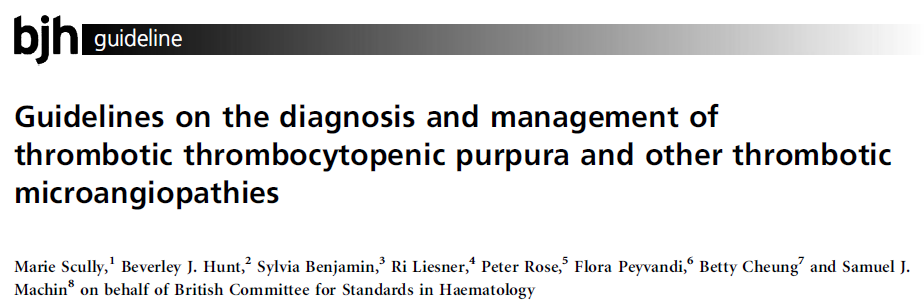 bjh guideline
Guidelines on the diagnosis and management of
thrombotic thrombocytopenic purpura and other thrombotic
microangiopathies
Marie Scully,1 Beverley J. Hunt,2 Sylvia Benjamin,3 Ri Liesner,4 Peter Rose,5 Flora Peyvandi,6 Betty Cheung7 and Samuel J.
Machin8 on behalf of British Committee for Standards in Haematology